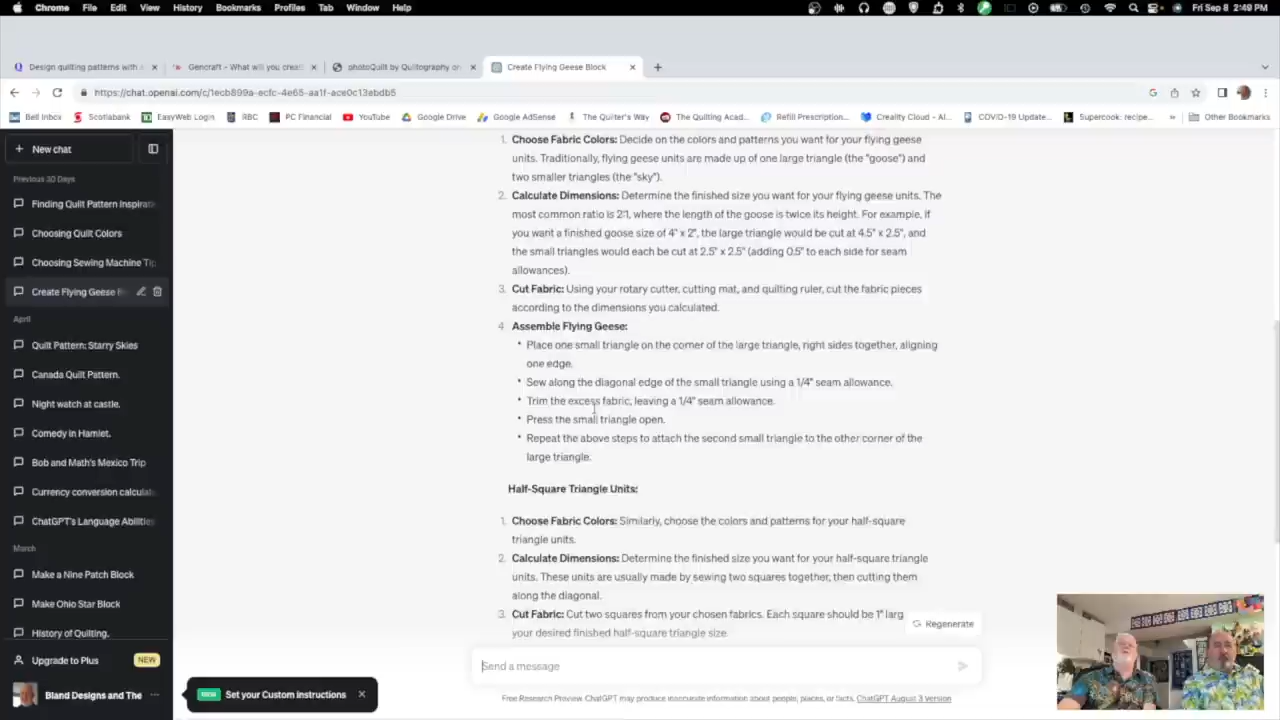 Chrome File Edit View History Bookmarks Profiles Tab Window Help
Fri Sep 8 2:49 PM
Design quilting patterns with
Gencraft - What will you creat
photoQuilt by Quiltography
Create Flying Geese Block
https://chat.openai.com/c/1ecb899a-ecfc-4e65-aa1f-ace0c13ebdb5
Bell Inbox Scotiabank EasyWeb Login RBC PC Financial YouTube Google Drive Google AdSense The Quilter's Way The Quilting Acad... Refill Prescription... Creality Cloud - AI... COVID-19 Update... Supercook: recipe... » Other Bookmarks
New chat
Previous 30 Days
Finding Quilt Pattern Inspirati
Choosing Quilt Colors
Choosing Sewing Machine Tip
Create Flying Geese B
April
Quilt Pattern: Starry Skies
Canada Quilt Pattern.
Night watch at castle.
Comedy in Hamlet.
Bob and Math's Mexico Trip
Currency conversion calculat
ChatGPT's Language Abilities
March
Make a Nine Patch Block
Make Ohio Star Block
History of Quilting.
Upgrade to Plus NEW
Bland Designs and The ...
1. Choose Fabric Colors: Decide on the colors and patterns you want for your flying geese
units. Traditionally, flying geese units are made up of one large triangle (the "goose") and
two smaller triangles (the "sky").
2. Calculate Dimensions: Determine the finished size you want for your flying geese units. The
most common ratio is 2:1, where the length of the goose is twice its height. For example, if
you want a finished goose size of 4" x 2", the large triangle would be cut at 4.5" x 2.5", and
the small triangles would each be cut at 2.5" x 2.5" (adding 0.5" to each side for seam
allowances).
3. Cut Fabric: Using your rotary cutter, cutting mat, and quilting ruler, cut the fabric pieces
according to the dimensions you calculated.
4. Assemble Flying Geese:
• Place one small triangle on the corner of the large triangle, right sides together, aligning
one edge.
• Sew along the diagonal edge of the small triangle using a 1/4" seam allowance.
• Trim the excess fabric, leaving a 1/4" seam allowance.
• Press the small triangle open.
• Repeat the above steps to attach the second small triangle to the other corner of the
large triangle.
Half-Square Triangle Units:
1. Choose Fabric Colors: Similarly, choose the colors and patterns for your half-square
triangle units.
2. Calculate Dimensions: Determine the finished size you want for your half-square triangle
units. These units are usually made by sewing two squares together, then cutting them
along the diagonal.
3. Cut Fabric: Cut two squares from your chosen fabrics. Each square should be 1" larg
your desired finished half-square triangle size.
Regenerate
Send a message
Set your Custom instructions
Free Research Preview. ChatGPT may produce inaccurate information about people, places, or facts. ChatGPT August 3 Version